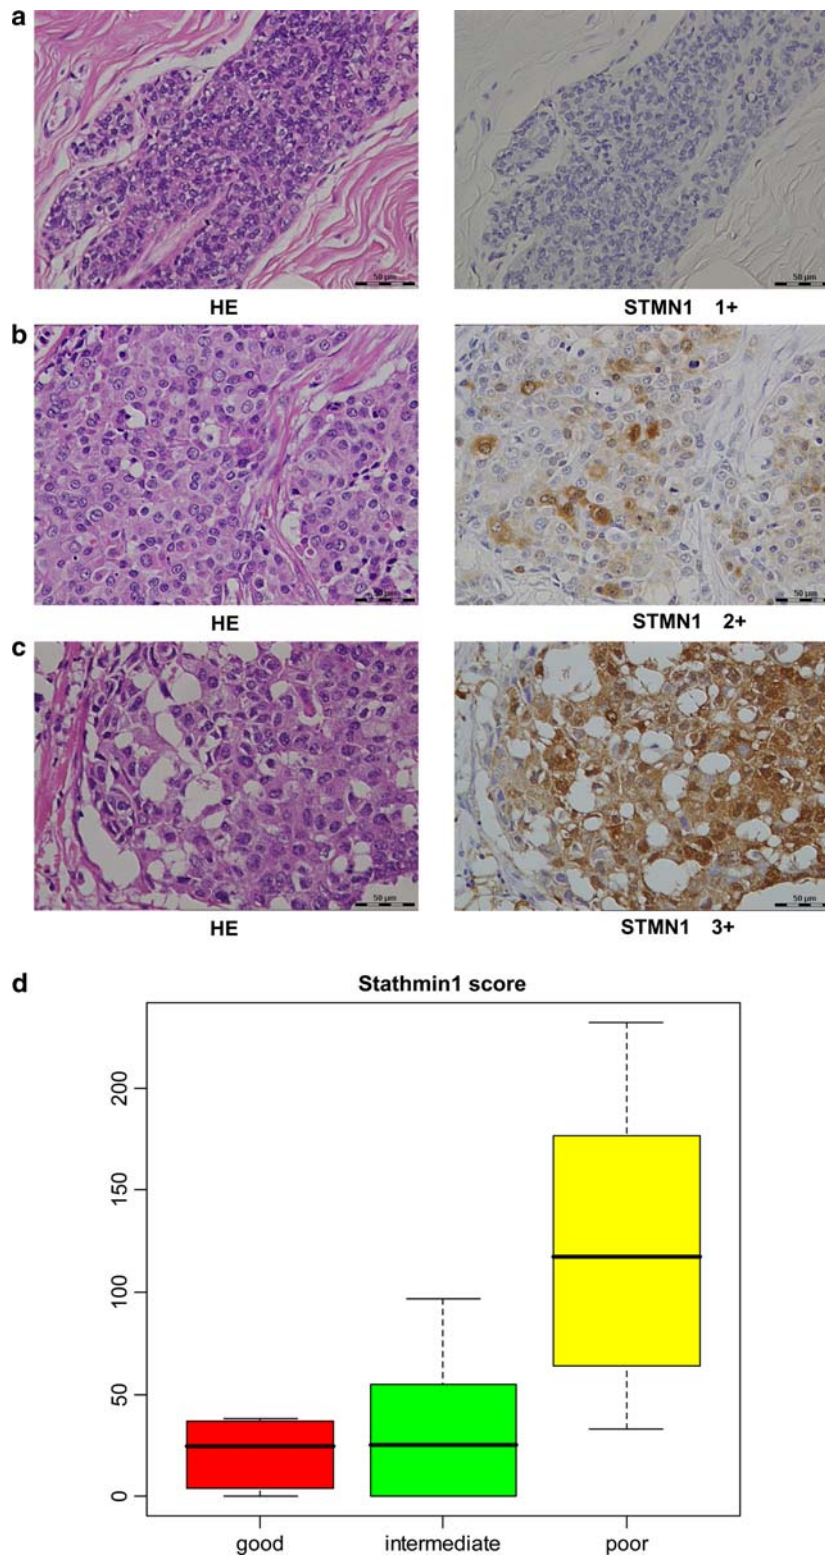 a
50 µm
50 µm
HE
STMN1 1+
b
50 µm
50 µm
HE
STMN1 2+
c
50 µm
50 µm
HE
STMN1 3+
d
Stathmin1 score
200
150
100
50
0
good
intermediate
poor